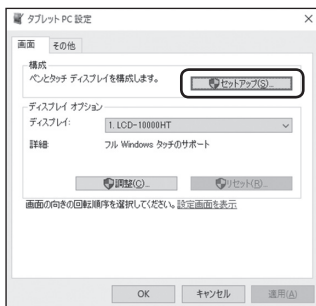 タブレット PC 設定
画面 その他
構成
ペンとタッチ ディスプレイを構成します。 セットアップ(S)...
ディスプレイ オプション
ディスプレイ: 1. LCD-10000HT
詳細: フル Windows タッチのサポート
調整(C)... リセット(R)...
画面の向きの回転順序を選択してください。設定画面を表示
OK キャンセル 適用(A)